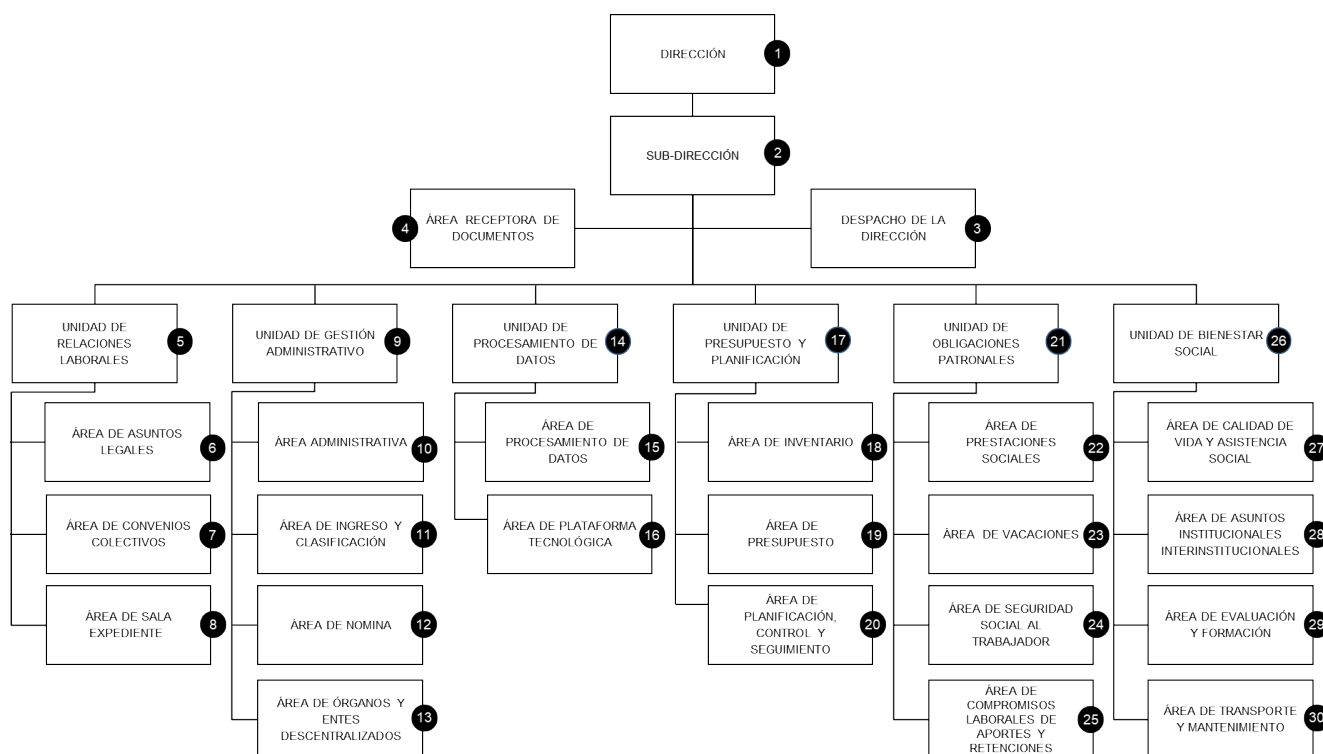 DIRECCIÓN
1
SUB-DIRECCIÓN
2
4
ÁREA RECEPTORA DE
DOCUMENTOS
DESPACHO DE LA
DIRECCIÓN
3
UNIDAD DE
RELACIONES
LABORALES
5
UNIDAD DE GESTIÓN
ADMINISTRATIVO
9
UNIDAD DE
PROCESAMIENTO DE
DATOS
14
UNIDAD DE
PRESUPUESTO Y
PLANIFICACIÓN
17
UNIDAD DE
OBLIGACIONES
PATRONALES
21
UNIDAD DE BIENESTAR
SOCIAL
26
ÁREA DE ASUNTOS
LEGALES
6
ÁREA ADMINISTRATIVA
10
ÁREA DE
PROCESAMIENTO DE
DATOS
15
ÁREA DE INVENTARIO
18
ÁREA DE
PRESTACIONES
SOCIALES
22
ÁREA DE CALIDAD DE
VIDA Y ASISTENCIA
SOCIAL
27
ÁREA DE CONVENIOS
COLECTIVOS
7
ÁREA DE INGRESO Y
CLASIFICACIÓN
11
ÁREA DE PLATAFORMA
TECNOLÓGICA
16
ÁREA DE
PRESUPUESTO
19
ÁREA DE VACACIONES
23
ÁREA DE ASUNTOS
INSTITUCIONALES
INTERINSTITUCIONALES
28
ÁREA DE SALA
EXPEDIENTE
8
ÁREA DE NOMINA
12
ÁREA DE
PLANIFICACIÓN,
CONTROL Y
SEGUIMIENTO
20
ÁREA DE SEGURIDAD
SOCIAL AL
TRABAJADOR
24
ÁREA DE EVALUACIÓN
Y FORMACIÓN
29
ÁREA DE ÓRGANOS Y
ENTES
DESCENTRALIZADOS
13
ÁREA DE
COMPROMISOS
LABORALES DE
APORTES Y
RETENCIONES
25
ÁREA DE TRANSPORTE
Y MANTENIMIENTO
30